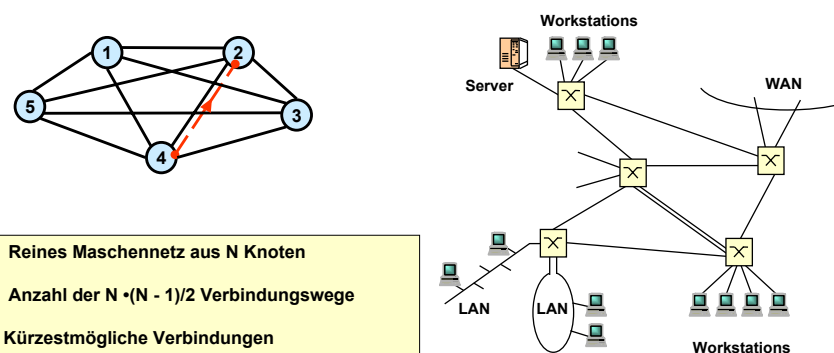 1
2
5
3
4
Reines Maschennetz aus N Knoten
Anzahl der N •(N - 1)/2 Verbindungswege
Kürzestmögliche Verbindungen
Workstations
Server
WAN
LAN
LAN
Workstations